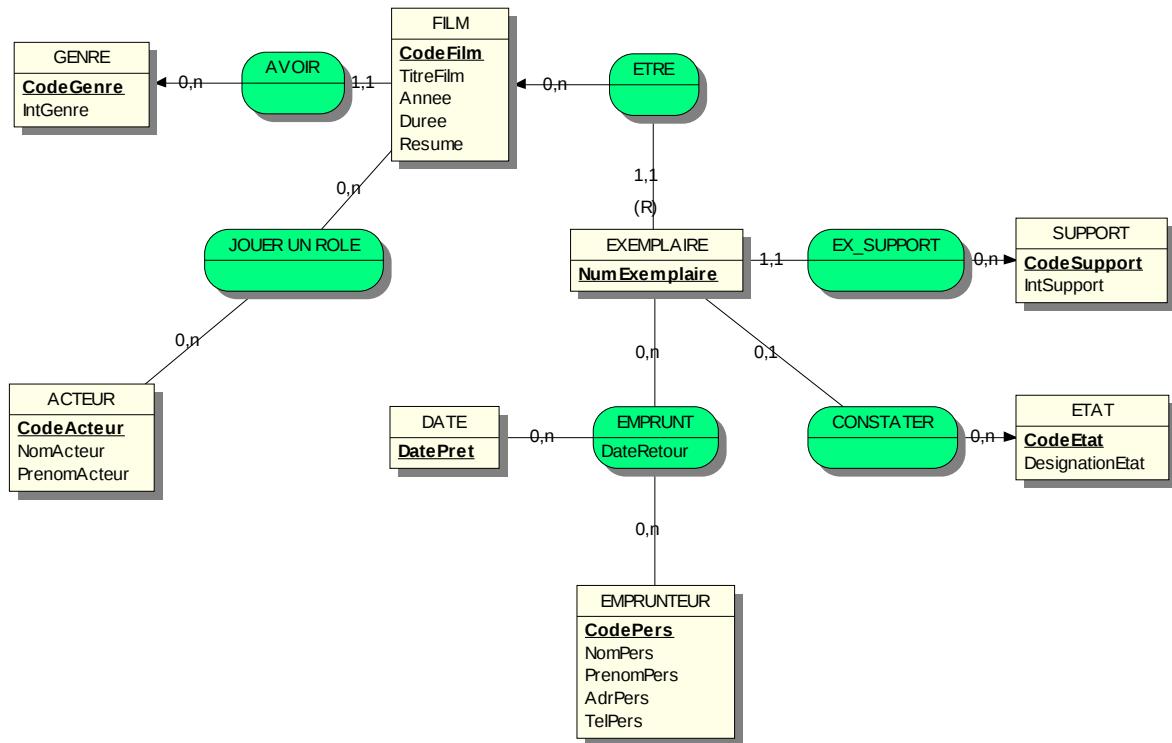 FILM
CodeFilm
TitreFilm
Annee
Duree
Resume
GENRE
CodeGenre
IntGenre
0,n
AVOIR
1,1
0,n
ETRE
1,1
(R)
0,n
JOUER UN ROLE
0,n
EXEMPLAIRE
NumExemplaire
1,1
EX_SUPPORT
0,n
SUPPORT
CodeSupport
IntSupport
0,n
0,1
ACTEUR
CodeActeur
NomActeur
PrenomActeur
DATE
DatePret
0,n
EMPRUNT
DateRetour
CONSTATER
0,n
ETAT
CodeEtat
DesignationEtat
0,n
EMPRUNTEUR
CodePers
NomPers
PrenomPers
AdrPers
TelPers